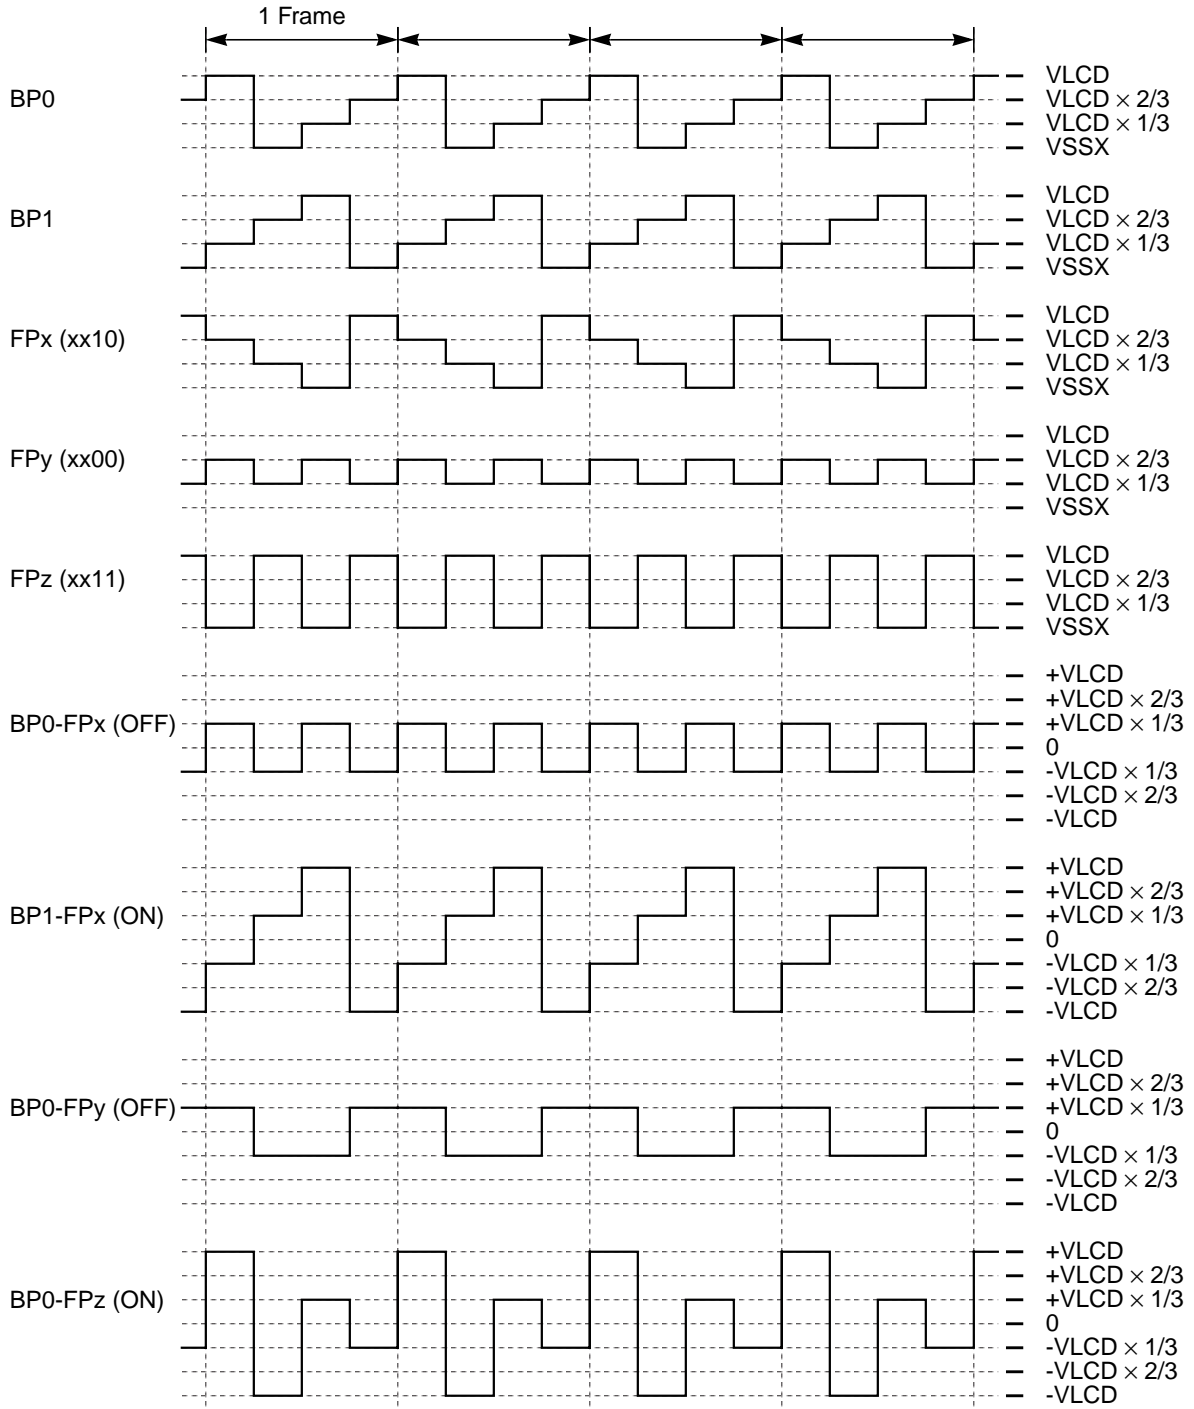 1 Frame
BP0
VLCD
VLCD × 2/3
VLCD × 1/3
VSSX
BP1
VLCD
VLCD × 2/3
VLCD × 1/3
VSSX
FPx (xx10)
VLCD
VLCD × 2/3
VLCD × 1/3
VSSX
FPy (xx00)
VLCD
VLCD × 2/3
VLCD × 1/3
VSSX
FPz (xx11)
VLCD
VLCD × 2/3
VLCD × 1/3
VSSX
BP0-FPx (OFF)
+VLCD
+VLCD × 2/3
+VLCD × 1/3
0
-VLCD × 1/3
-VLCD × 2/3
-VLCD
BP1-FPx (ON)
+VLCD
+VLCD × 2/3
+VLCD × 1/3
0
-VLCD × 1/3
-VLCD × 2/3
-VLCD
BP0-FPy (OFF)
+VLCD
+VLCD × 2/3
+VLCD × 1/3
0
-VLCD × 1/3
-VLCD × 2/3
-VLCD
BP0-FPz (ON)
+VLCD
+VLCD × 2/3
+VLCD × 1/3
0
-VLCD × 1/3
-VLCD × 2/3
-VLCD